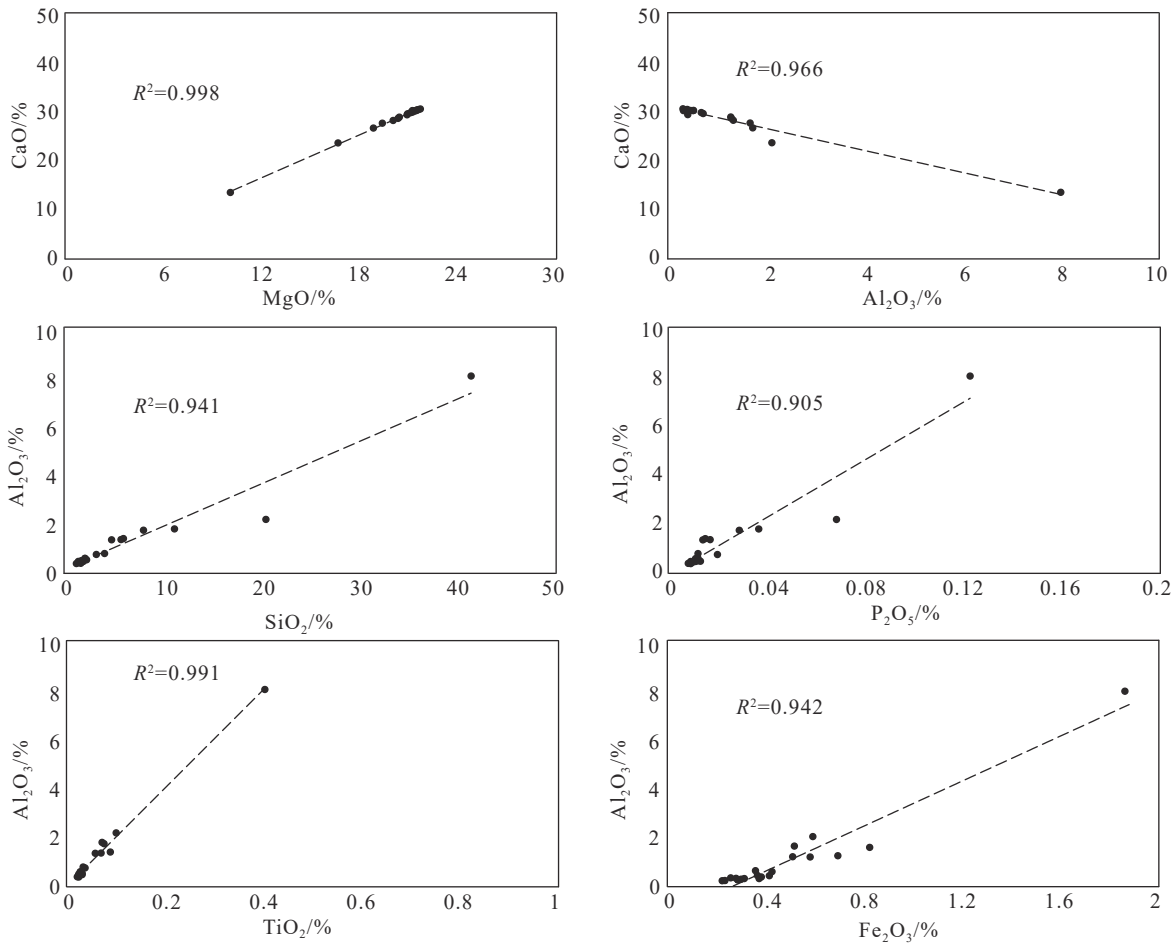 50
40
30
20
10
0
CaO/%
R²=0.998
0 6 12 18 24 30
MgO/%
50
40
30
20
10
0
CaO/%
R²=0.966
0 2 4 6 8 10
Al₂O₃/%
10
8
6
4
2
0
Al₂O₃/%
R²=0.941
0 10 20 30 40 50
SiO₂/%
10
8
6
4
2
0
Al₂O₃/%
R²=0.905
0 0.04 0.08 0.12 0.16 0.2
P₂O₅/%
10
8
6
4
2
0
Al₂O₃/%
R²=0.991
0 0.2 0.4 0.6 0.8 1
TiO₂/%
10
8
6
4
2
0
Al₂O₃/%
R²=0.942
0 0.4 0.8 1.2 1.6 2
Fe₂O₃/%